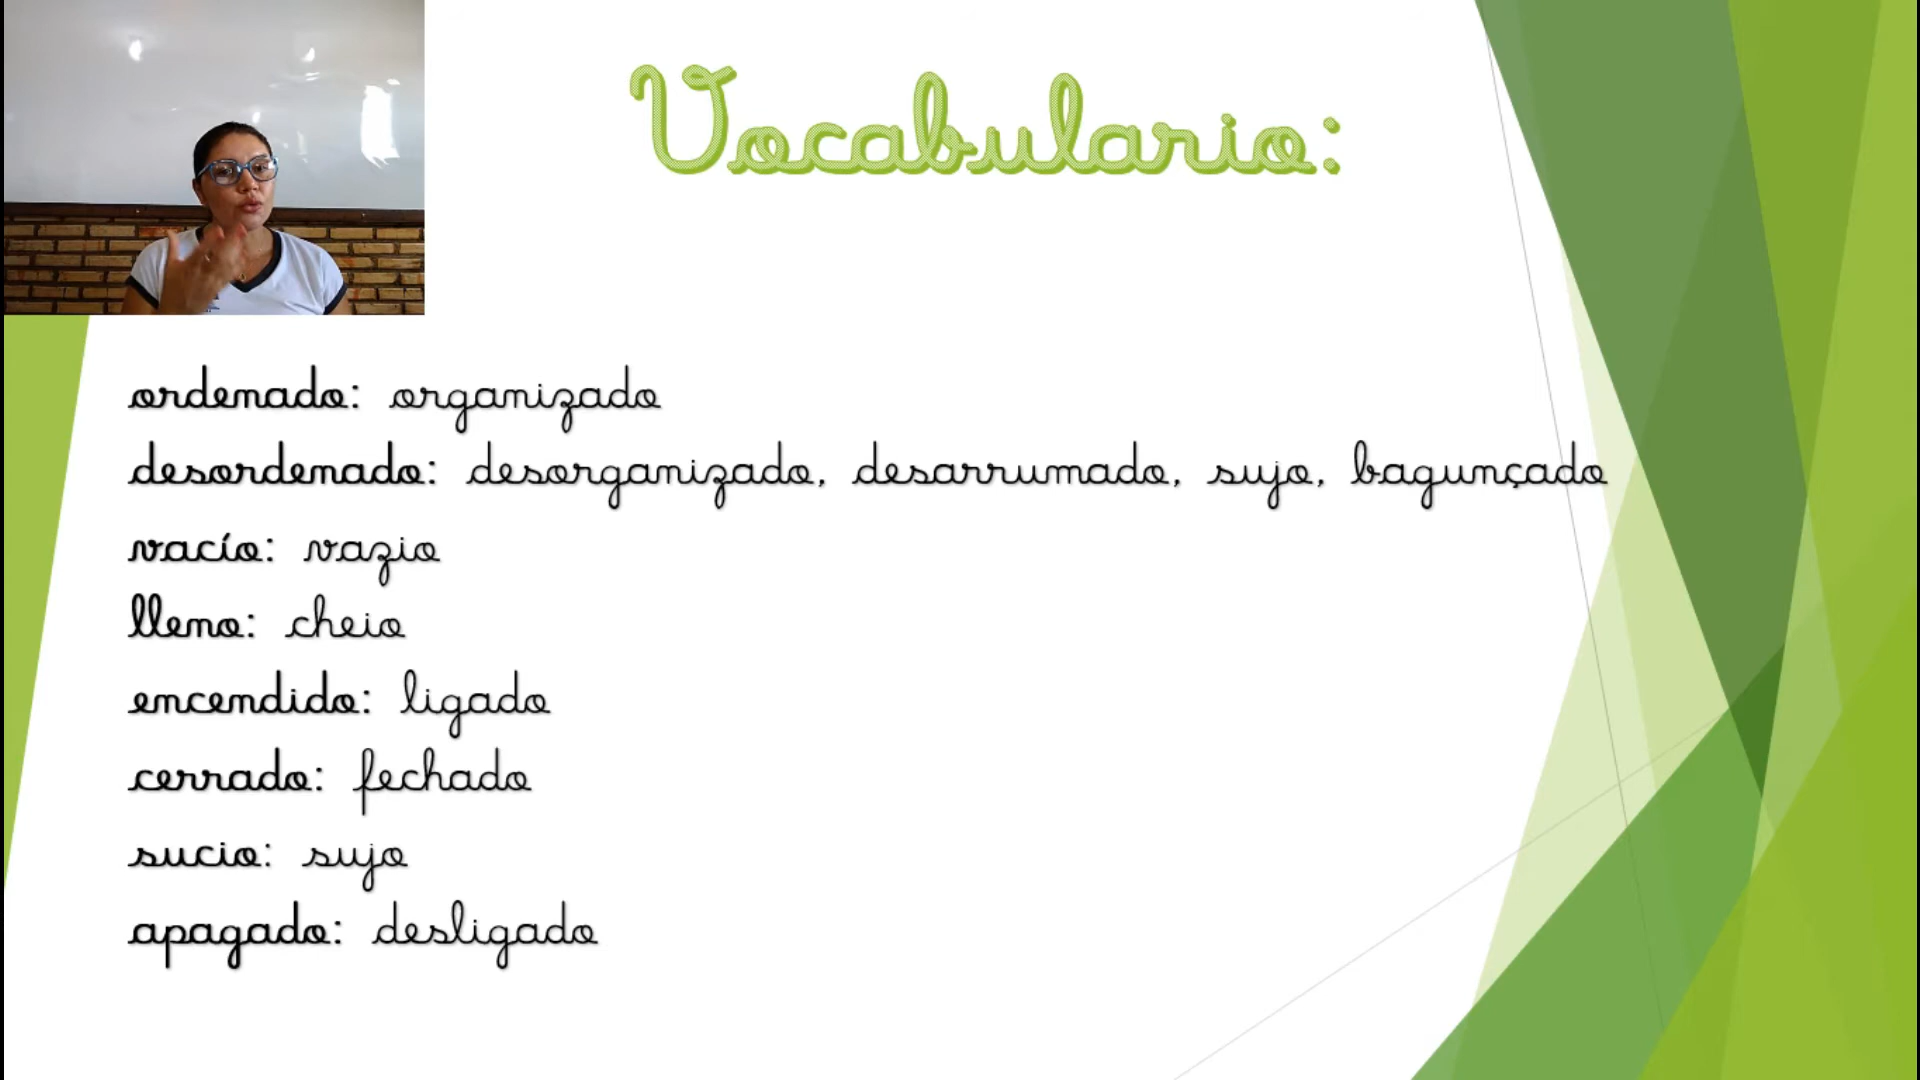 Vocabulario:
ordenado: organizado
desordenado: desorganizado, desarrumado, sujo, bagunçado
vacío: vazio
lleno: cheio
encendido: ligado
cerrado: fechado
sucio: sujo
apagado: desligado